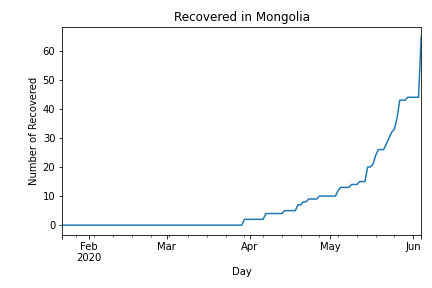 Recovered in Mongolia
Number of Recovered
60
50
40
30
20
10
0
Feb
2020
Mar
Apr
May
Jun
Day